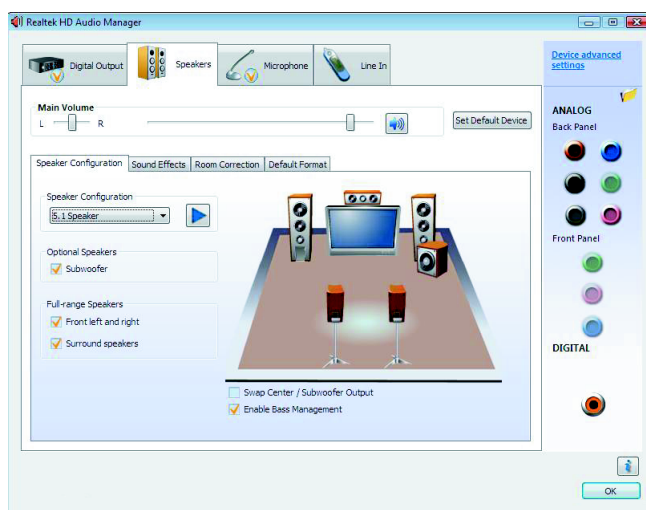 Realtek HD Audio Manager
Digital Output
Speakers
Microphone
Line In
Device advanced
settings
Main Volume
L
R
Set Default Device
ANALOG
Back Panel
Speaker Configuration
Sound Effects
Room Correction
Default Format
Speaker Configuration
5.1 Speaker
Optional Speakers
Subwoofer
Full-range Speakers
Front left and right
Surround speakers
Front Panel
DIGITAL
Swap Center / Subwoofer Output
Enable Bass Management
i
OK